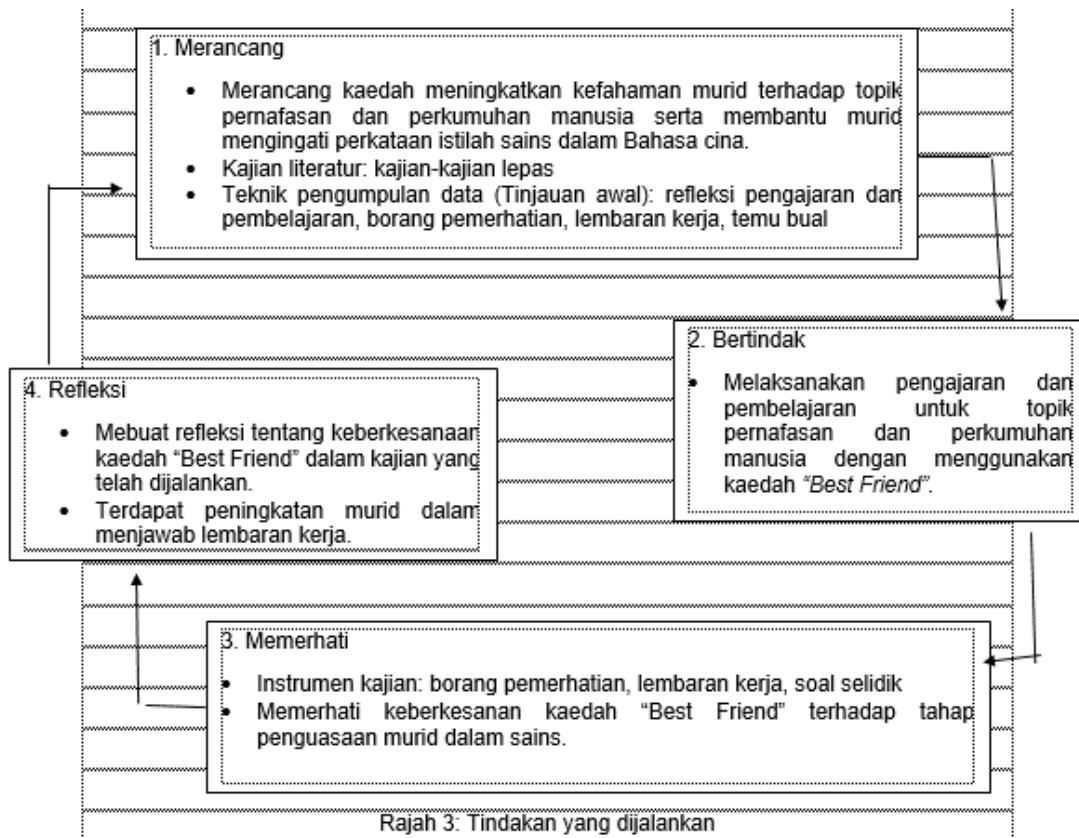 1. Merancang
• Merancang kaedah meningkatkan kefahaman murid terhadap topik
pernafasan dan perkumuhan manusia serta membantu murid
mengingati perkataan istilah sains dalam Bahasa cina.
• Kajian literatur: kajian-kajian lepas
• Teknik pengumpulan data (Tinjauan awal): refleksi pengajaran dan
pembelajaran, borang pemerhatian, lembaran kerja, temu bual
2. Bertindak
• Melaksanakan pengajaran dan
pembelajaran untuk topik
pernafasan dan perkumuhan
manusia dengan menggunakan
kaedah “Best Friend”.
3. Memerhati
• Instrumen kajian: borang pemerhatian, lembaran kerja, soal selidik
• Memerhati keberkesanan kaedah “Best Friend” terhadap tahap
penguasaan murid dalam sains.
4. Refleksi
• Mebuat refleksi tentang keberkesanaan
kaedah “Best Friend” dalam kajian yang
telah dijalankan.
• Terdapat peningkatan murid dalam
menjawab lembaran kerja.
Rajah 3: Tindakan yang dijalankan